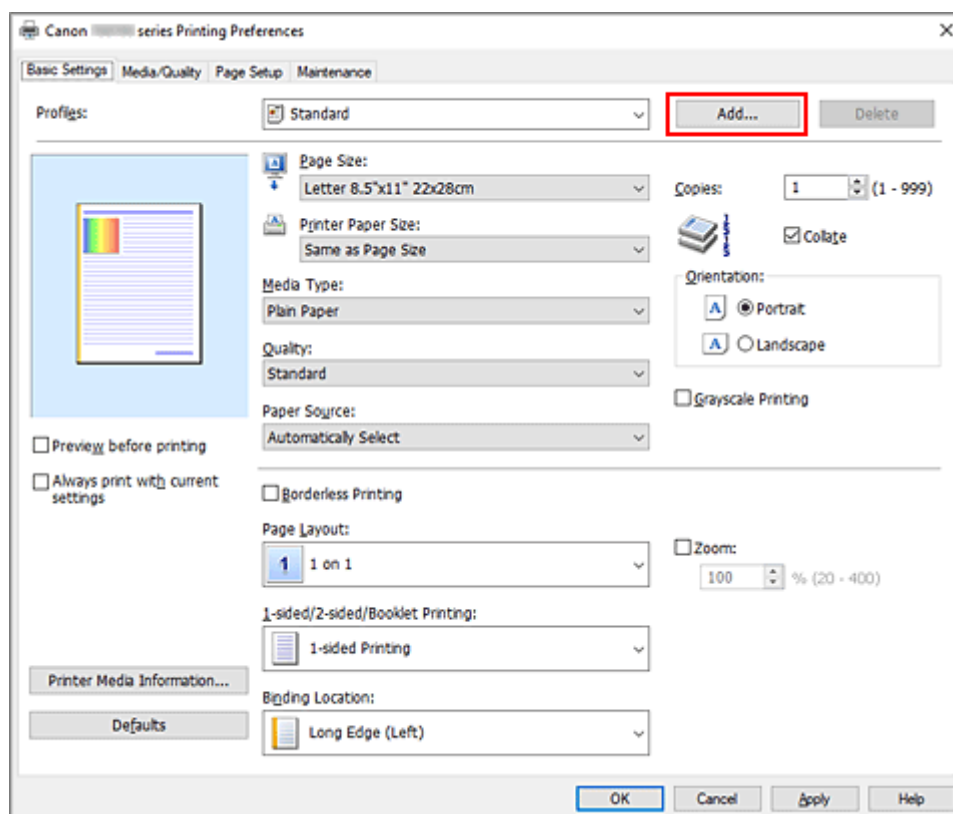 Canon series Printing Preferences
Basic Settings Media/Quality Page Setup Maintenance
Profiles: Standard Add... Delete
Page Size:
Letter 8.5"x11" 22x28cm
Copies: 1 (1 - 999)
Printer Paper Size:
Same as Page Size
Collate
Media Type:
Plain Paper
Orientation:
A Portrait
A Landscape
Quality:
Standard
Grayscale Printing
Paper Source:
Automatically Select
Preview before printing
Always print with current
settings
Borderless Printing
Page Layout:
1 1 on 1
Zoom:
100 % (20 - 400)
1-sided/2-sided/Booklet Printing:
1-sided Printing
Printer Media Information...
Defaults
Binding Location:
Long Edge (Left)
OK Cancel Apply Help